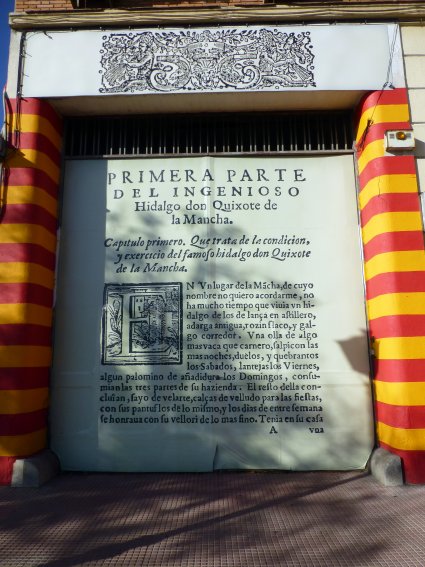 PRIMERA PARTE
DEL INGENIOSO
Hidalgo don Quixote de
la Mancha.
Capitulo primero. Que trata de la condicion,
y exercicio del famoſo hidalgo don Quixote
de la Mancha.
EN Vn lugar de la Mācha, de cuyo
nombre no quiero acordarme, no
ha mucho tiempo que viuia vn hi-
dalgo de los de lança en aſtillero,
adarga antigua, rozin flaco, y gal-
go corredor. Vna olla de algo
mas vaca que carnero, ſalpicon las
mas noches, duelos, y quebrantos
los Sabados, lantejas los Viernes,
algun palomino de añadidura los Domingos, conſu-
mian las tres partes de ſu hazienda: El reſto della con-
cluian, ſayo de velarte, calças de velludo para las fieſtas,
con sus pantuflos de lo mismo, y los dias de entre ſemana
ſe honraua con ſu vellori de lo mas fino. Tenia en ſu caſa
A vna